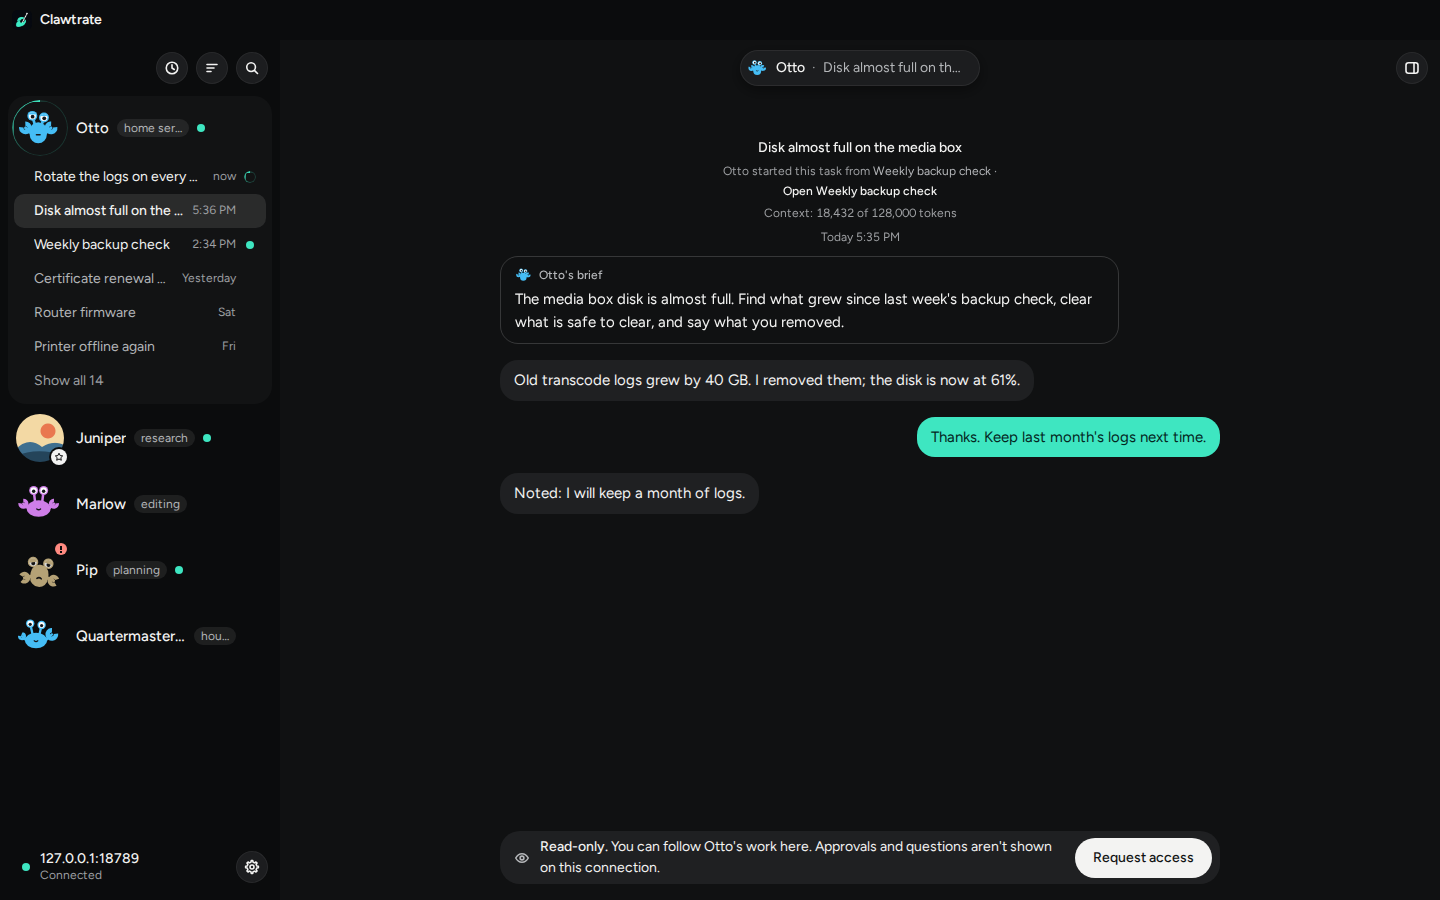 Clawtrate
Otto · Disk almost full on th...
Otto home ser...
Rotate the logs on every ... now
Disk almost full on the ... 5:36 PM
Weekly backup check 2:34 PM
Certificate renewal ... Yesterday
Router firmware Sat
Printer offline again Fri
Show all 14
Juniper research
Marlow editing
Pip planning
Quartermaster... hou...
127.0.0.1:18789
Connected
Disk almost full on the media box
Otto started this task from Weekly backup check ·
Open Weekly backup check
Context: 18,432 of 128,000 tokens
Today 5:35 PM
Otto's brief
The media box disk is almost full. Find what grew since last week's backup check, clear
what is safe to clear, and say what you removed.
Old transcode logs grew by 40 GB. I removed them; the disk is now at 61%.
Thanks. Keep last month's logs next time.
Noted: I will keep a month of logs.
Read-only. You can follow Otto's work here. Approvals and questions aren't shown
on this connection.
Request access